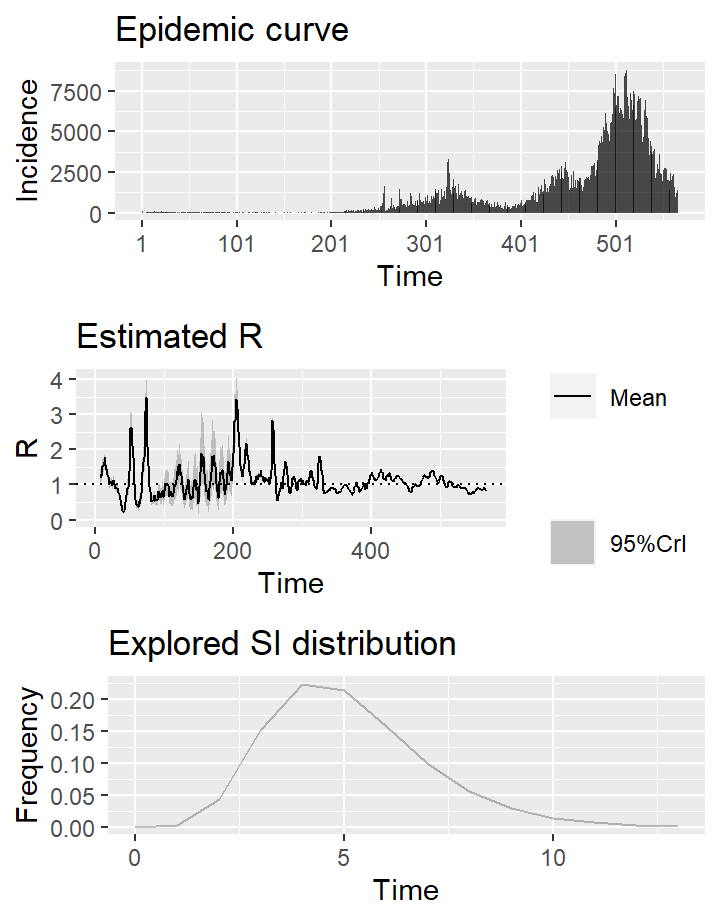 Epidemic curve
Incidence
7500
5000
2500
0
1 101 201 301 401 501
Time
Estimated R
R
4
3
2
1
0
0 200 400
Time
Mean
95%CrI
Explored SI distribution
Frequency
0.20
0.15
0.10
0.05
0.00
0 5 10
Time